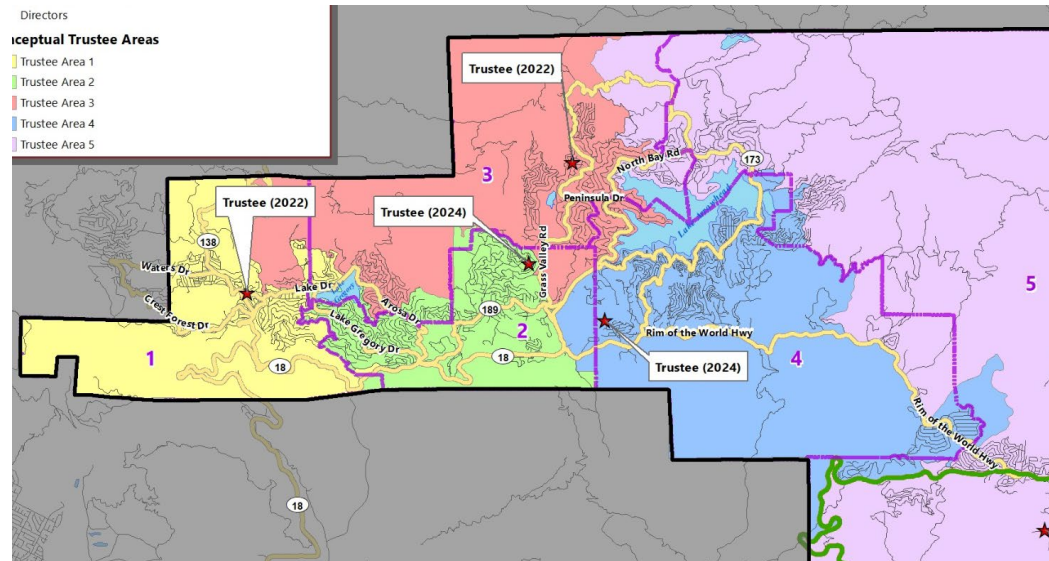 Directors
nceptual Trustee Areas
Trustee Area 1
Trustee Area 2
Trustee Area 3
Trustee Area 4
Trustee Area 5
Trustee (2022)
North Bay Rd
173
3
Trustee (2022)
Trustee (2024)
Peninsula Dr
138
Waters Dr
Grass Valley Rd
Lake Dr
Arosa Dr
5
Crest Forest Dr
189
Lake Gregory Dr
2
Rim of the World Hwy
1
18
18
4
Trustee (2024)
Rim of the World Hwy
18